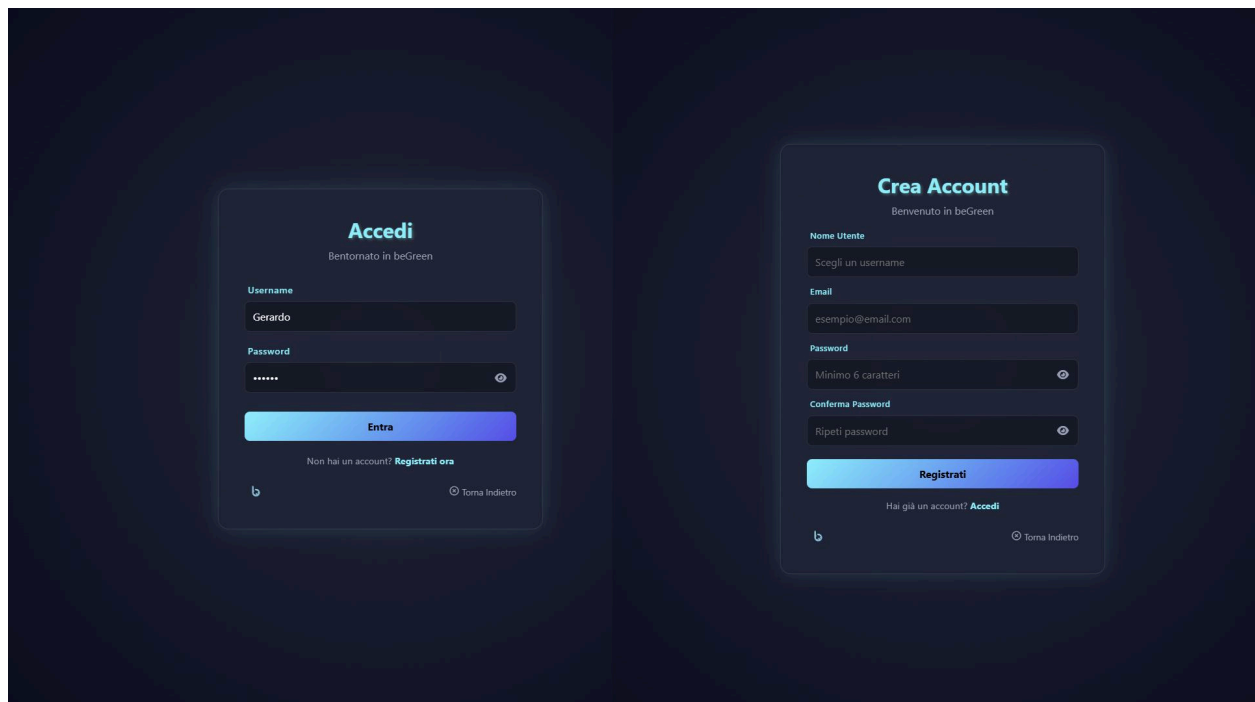 Accedi
Bentornato in beGreen
Username
Gerardo
Password
••••••
Entra
Non hai un account? Registrati ora
b
Torna Indietro
Crea Account
Benvenuto in beGreen
Nome Utente
Scegli un username
Email
esempio@email.com
Password
Minimo 6 caratteri
Conferma Password
Ripeti password
Registrati
Hai già un account? Accedi
b
Torna Indietro